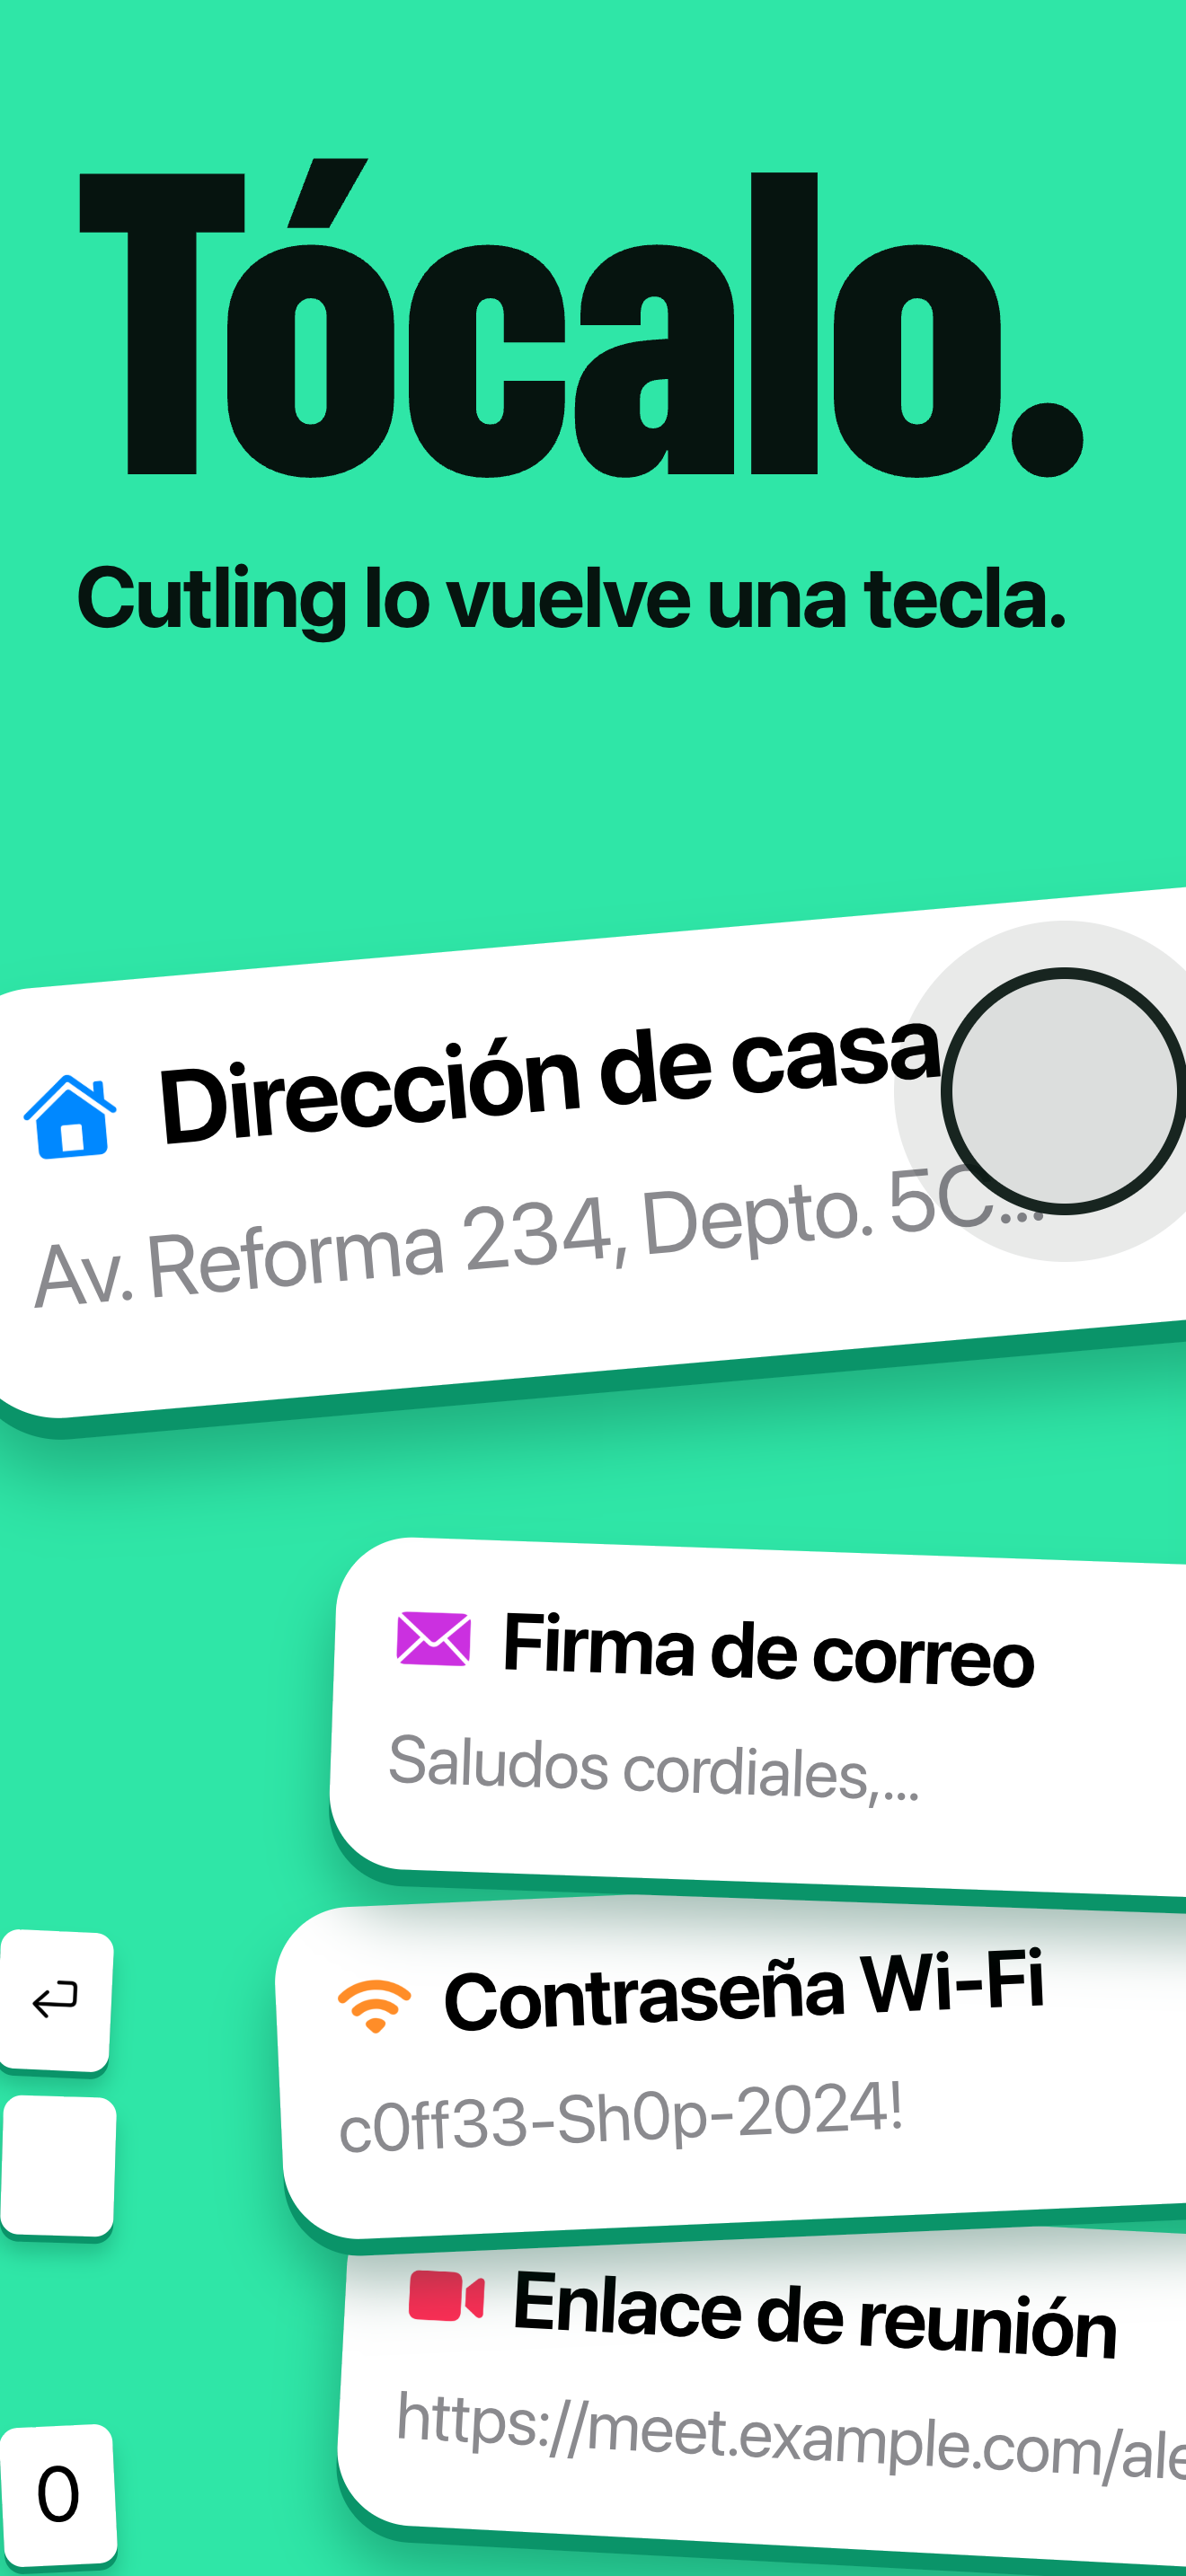 Tócalo.
Cutling lo vuelve una tecla.
Dirección de casa
Av. Reforma 234, Depto. 5C...
Firma de correo
Saludos cordiales,...
Contraseña Wi-Fi
c0ff33-Sh0p-2024!
Enlace de reunión
https://meet.example.com/ale
0